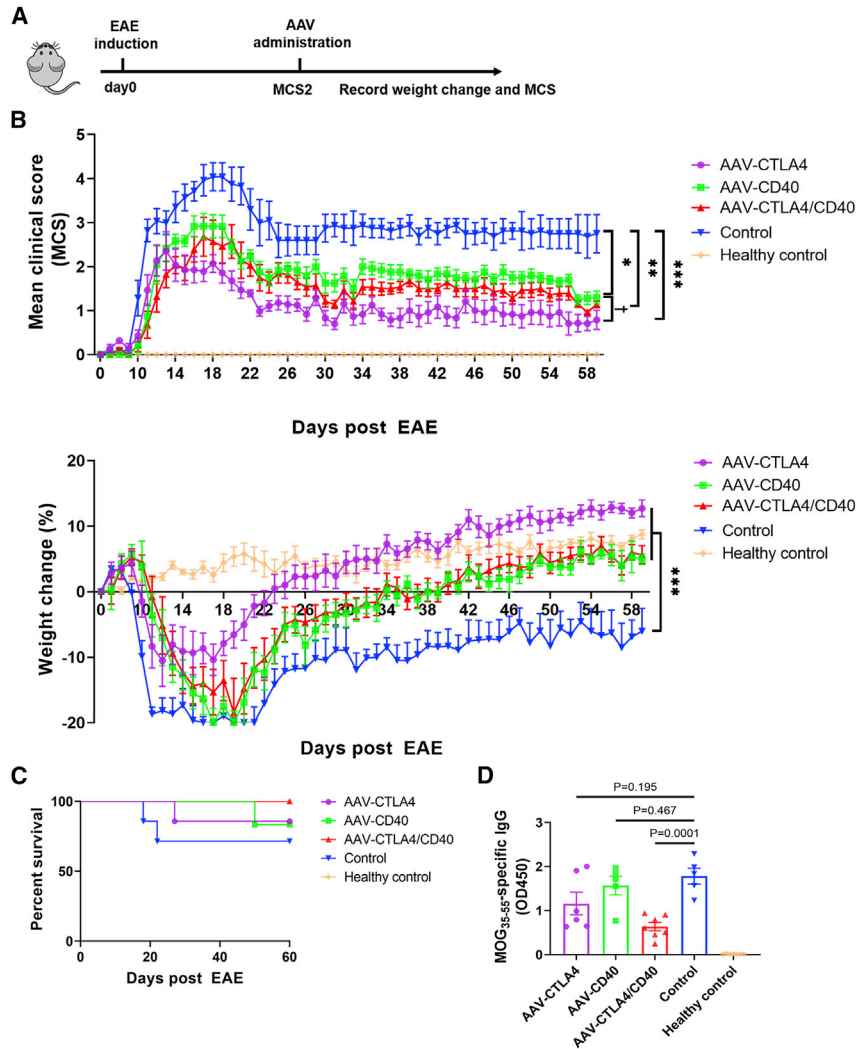 A
EAE
induction
AAV
administration
day0
MCS2
Record weight change and MCS
B
Mean clinical score
(MCS)
5
4
3
2
1
0
0 10 14 18 22 26 30 34 38 42 46 50 54 58
Days post EAE
AAV-CTLA4
AAV-CD40
AAV-CTLA4/CD40
Control
Healthy control
*
**
***
†
Weight change (%)
20
10
0
-10
-20
0 10 14 18 22 26 30 34 38 42 46 50 54 58
Days post EAE
AAV-CTLA4
AAV-CD40
AAV-CTLA4/CD40
Control
Healthy control
***
C
Percent survival
100
50
0
0 20 40 60
Days post EAE
AAV-CTLA4
AAV-CD40
AAV-CTLA4/CD40
Control
Healthy control
D
P=0.195
P=0.467
P=0.0001
MOG35-55-specific IgG
(OD450)
3
2
1
0
AAV-CTLA4
AAV-CD40
AAV-CTLA4/CD40
Control
Healthy control